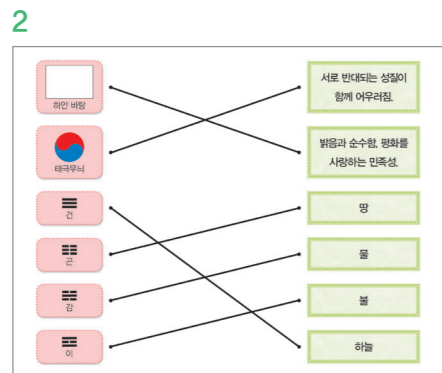 2
하얀 바탕
서로 반대되는 성질이
함께 어우러짐.
태극무늬
밝음과 순수함, 평화를
사랑하는 민족성.
건
땅
곤
물
감
불
이
하늘